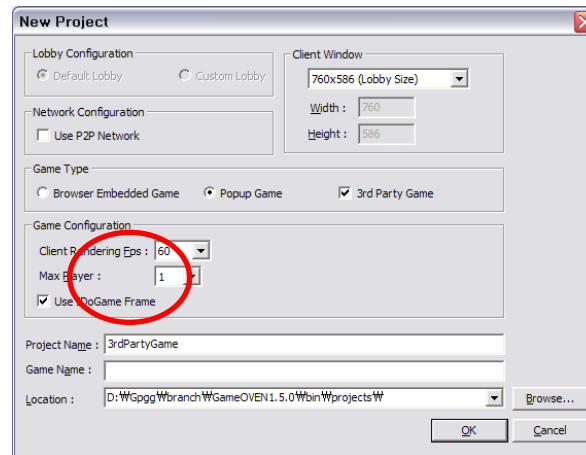 New Project
Lobby Configuration
Default Lobby
Custom Lobby
Client Window
760x586 (Lobby Size)
Width : 760
Height : 586
Network Configuration
Use P2P Network
Game Type
Browser Embedded Game
Popup Game
3rd Party Game
Game Configuration
Client Rendering Fps : 60
Max Player : 1
Use IDoGame Frame
Project Name : 3rdPartyGame
Game Name :
Location : D:₩Gpgg₩branch₩GameOVEN1.5.0₩bin₩projects₩
Browse...
OK
Cancel